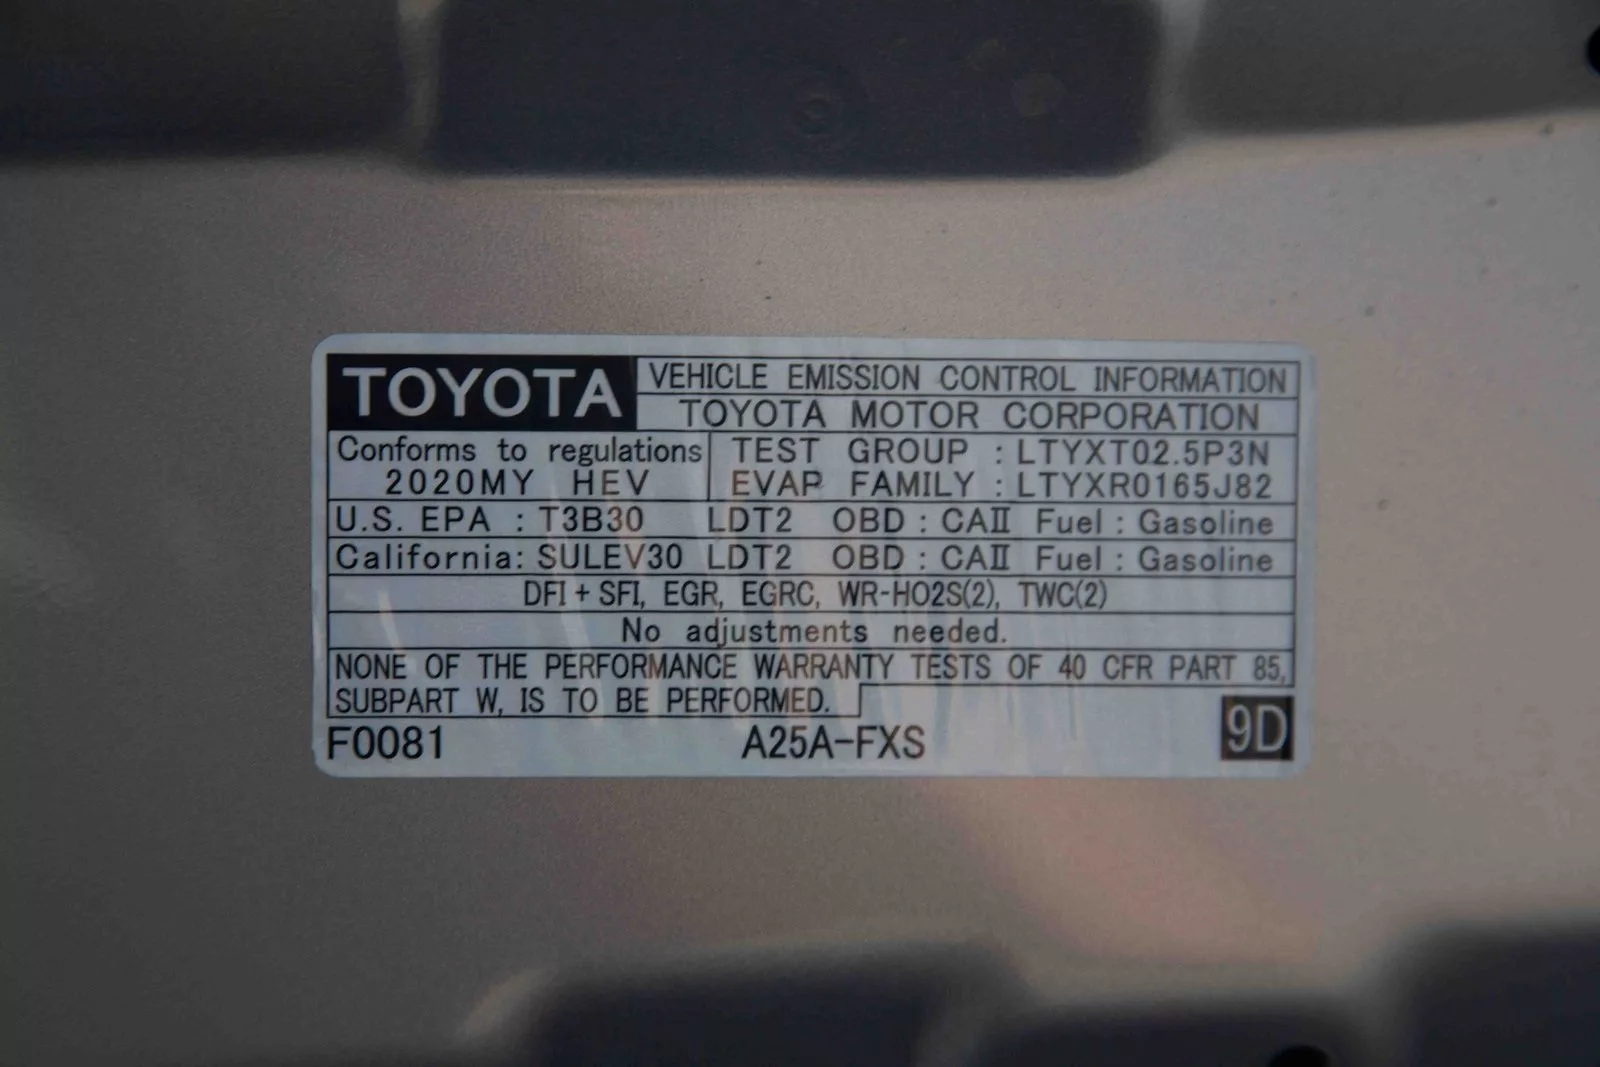 TOYOTA
VEHICLE EMISSION CONTROL INFORMATION
TOYOTA MOTOR CORPORATION
Conforms to regulations
2020MY HEV
TEST GROUP : LTYXT02.5P3N
EVAP FAMILY : LTYXR0165J82
U.S. EPA : T3B30 LDT2 OBD : CAII Fuel : Gasoline
California: SULEV30 LDT2 OBD : CAII Fuel : Gasoline
DFI + SFI, EGR, EGRC, WR-HO2S(2), TWC(2)
No adjustments needed.
NONE OF THE PERFORMANCE WARRANTY TESTS OF 40 CFR PART 85,
SUBPART W, IS TO BE PERFORMED.
F0081 A25A-FXS 9D